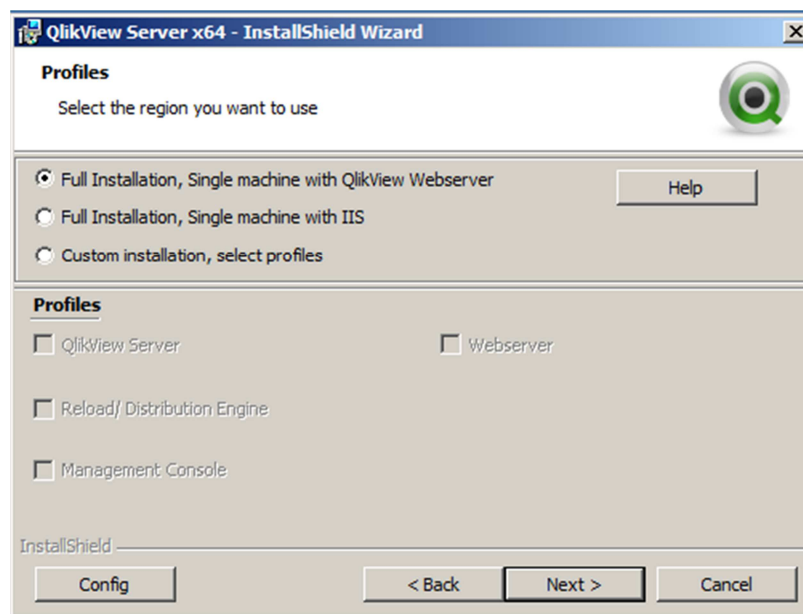 QlikView Server x64 - InstallShield Wizard
Profiles
Select the region you want to use
Full Installation, Single machine with QlikView Webserver
Help
Full Installation, Single machine with IIS
Custom installation, select profiles
Profiles
QlikView Server
Webserver
Reload/ Distribution Engine
Management Console
InstallShield
Config
< Back
Next >
Cancel